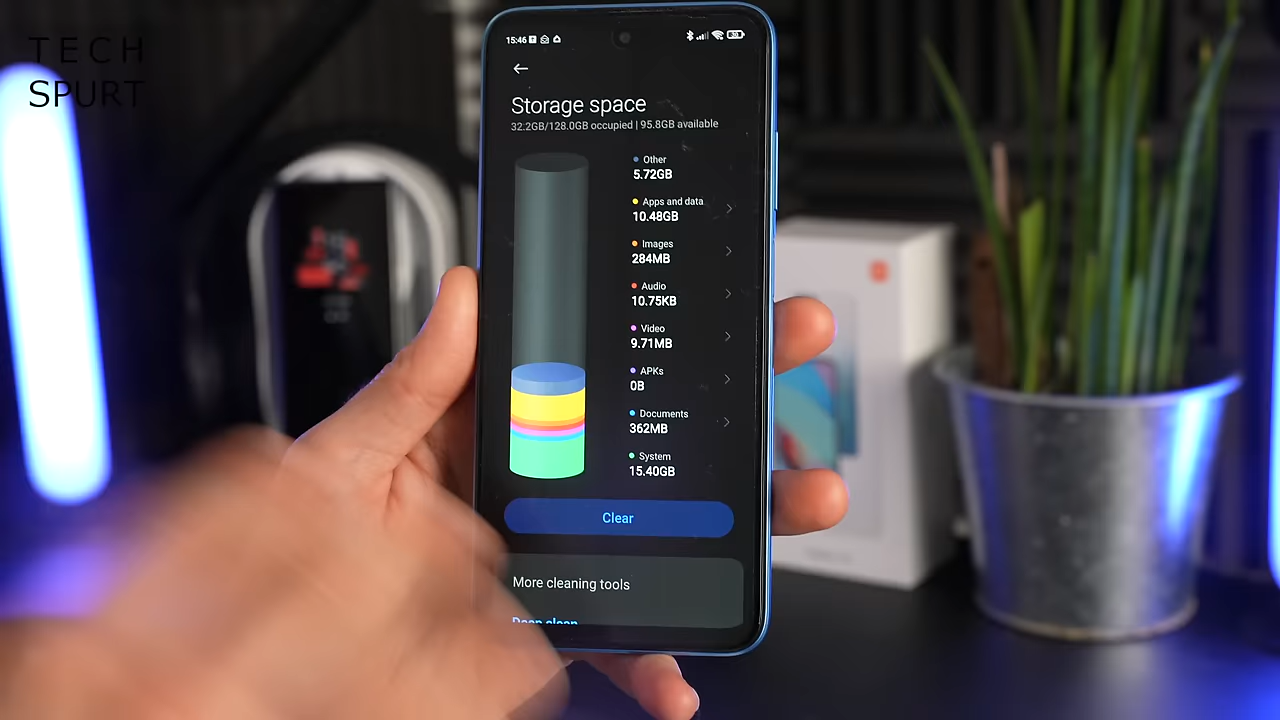 TECH
SPURT
15:46
Storage space
32.2GB/128.0GB occupied | 95.8GB available
Other
5.72GB
Apps and data
10.48GB
Images
284MB
Audio
10.75KB
Video
9.71MB
APKs
0B
Documents
362MB
System
15.40GB
Clear
More cleaning tools
Deep clean